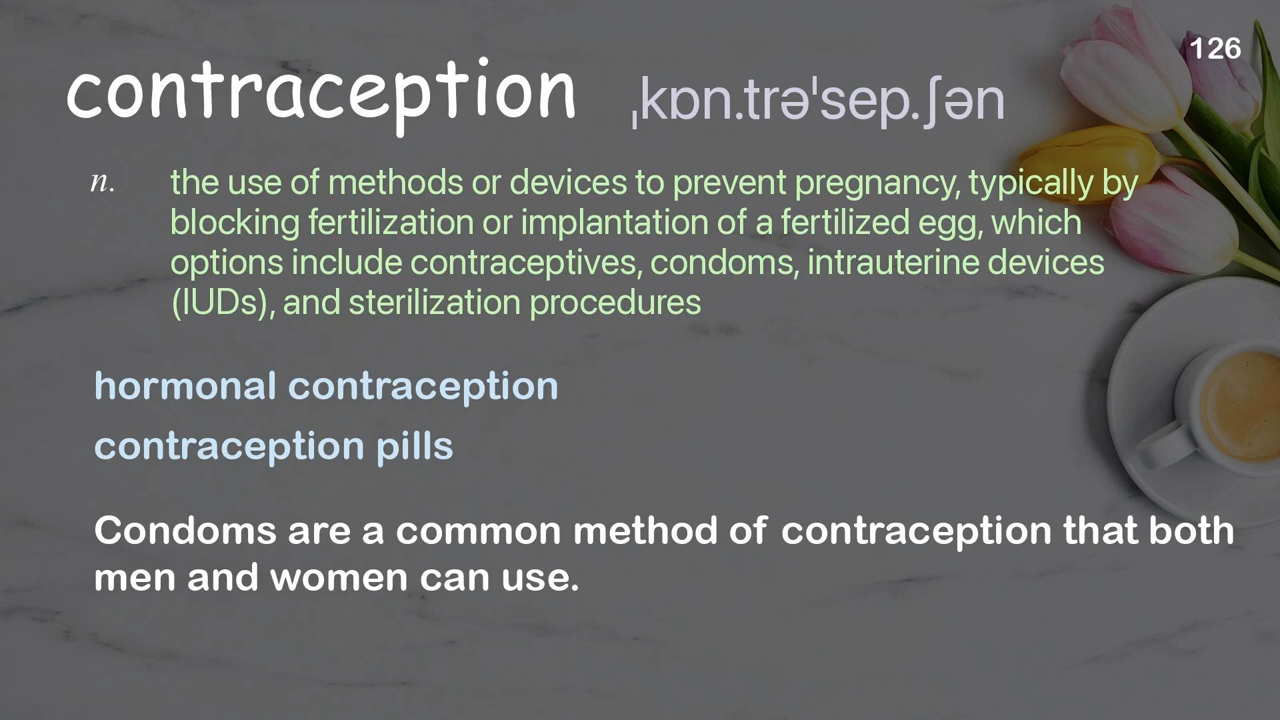 126
contraception ˌkɒn.trəˈsep.ʃən
n. the use of methods or devices to prevent pregnancy, typically by
blocking fertilization or implantation of a fertilized egg, which
options include contraceptives, condoms, intrauterine devices
(IUDs), and sterilization procedures
hormonal contraception
contraception pills
Condoms are a common method of contraception that both
men and women can use.